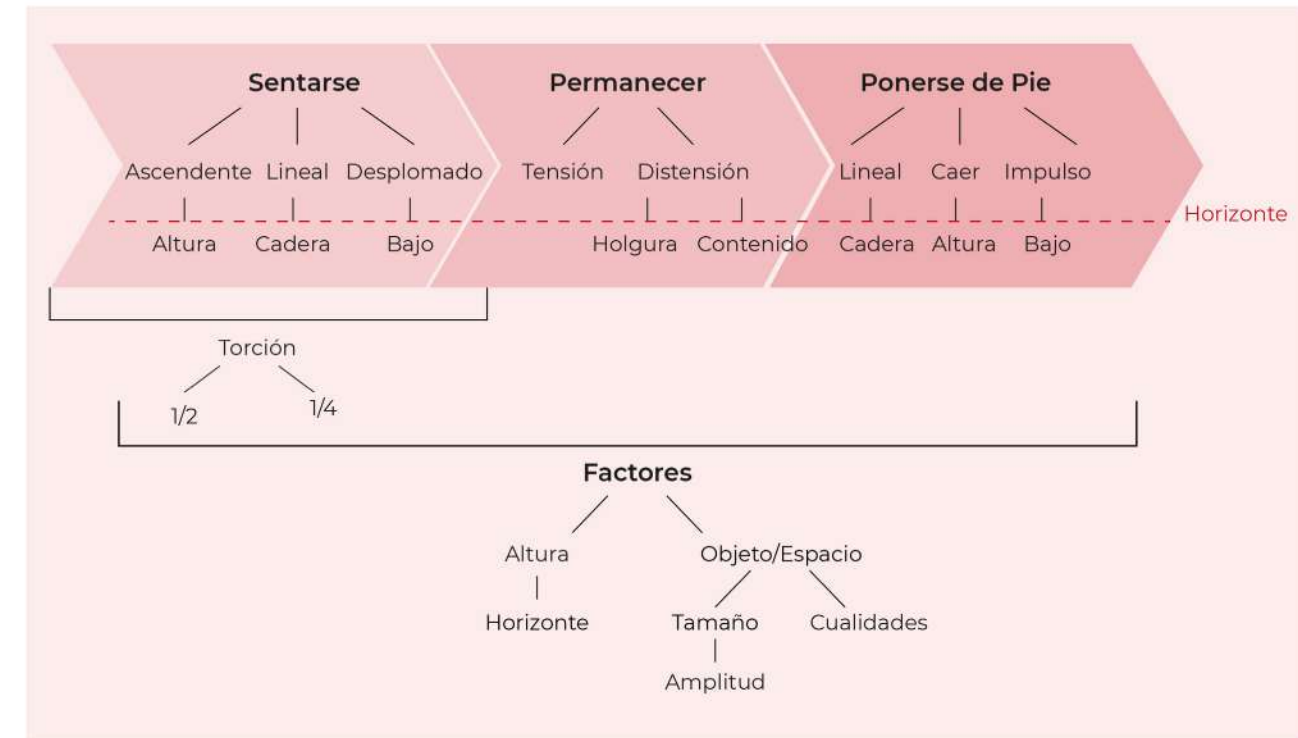 Sentarse Permanecer Ponerse de Pie
Ascendente Lineal Desplomado Tensión Distensión Lineal Caer Impulso
Horizonte
Altura Cadera Bajo Holgura Contenido Cadera Altura Bajo
Torción
1/2 1/4
Factores
Altura Objeto/Espacio
Horizonte Tamaño Cualidades
Amplitud